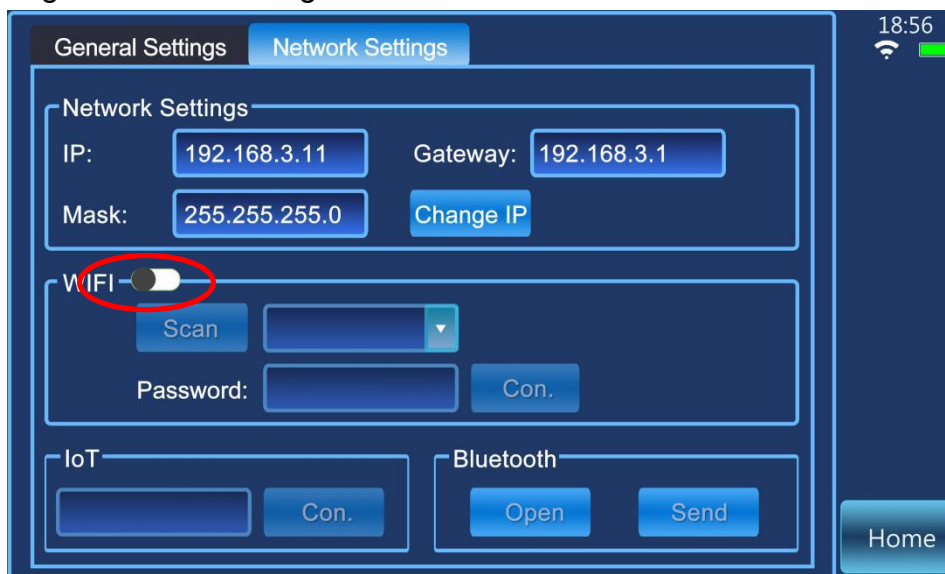 General Settings Network Settings
18:56
Network Settings
IP: 192.168.3.11 Gateway: 192.168.3.1
Mask: 255.255.255.0 Change IP
WIFI
Scan
Password: Con.
IoT
Con.
Bluetooth
Open Send
Home